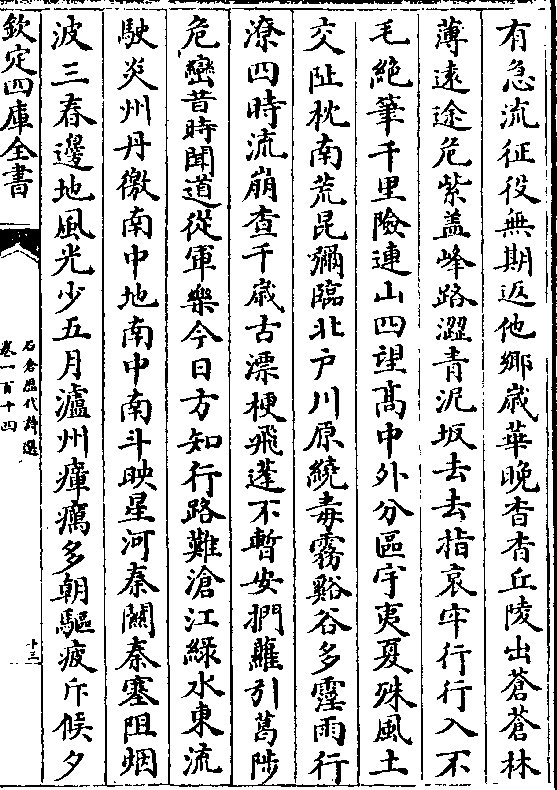 有急流征役無期返他鄉歲華晚杳杳丘陵出蒼蒼林
薄遠途危紫盖峰路澀青泥坂去去指哀牢行行入不
毛絶筆千里險連山四望髙中外分區宇夷夏殊風土
交阯枕南荒昆彌臨北户川原繞毒霧谿谷多霪雨行
潦四時流崩查千歲古漂梗飛蓬不暫安捫蘿引葛陟
危巒昔時聞道從軍樂今日方知行路難滄江緑水東流
駛炎州丹徼南中地南中南斗映星河秦關秦塞阻烟
波三春邊地風光少五月瀘州瘴癘多朝驅疲斥候夕
欽定四庫全書
石倉歷代詩選
卷一百十四
十三